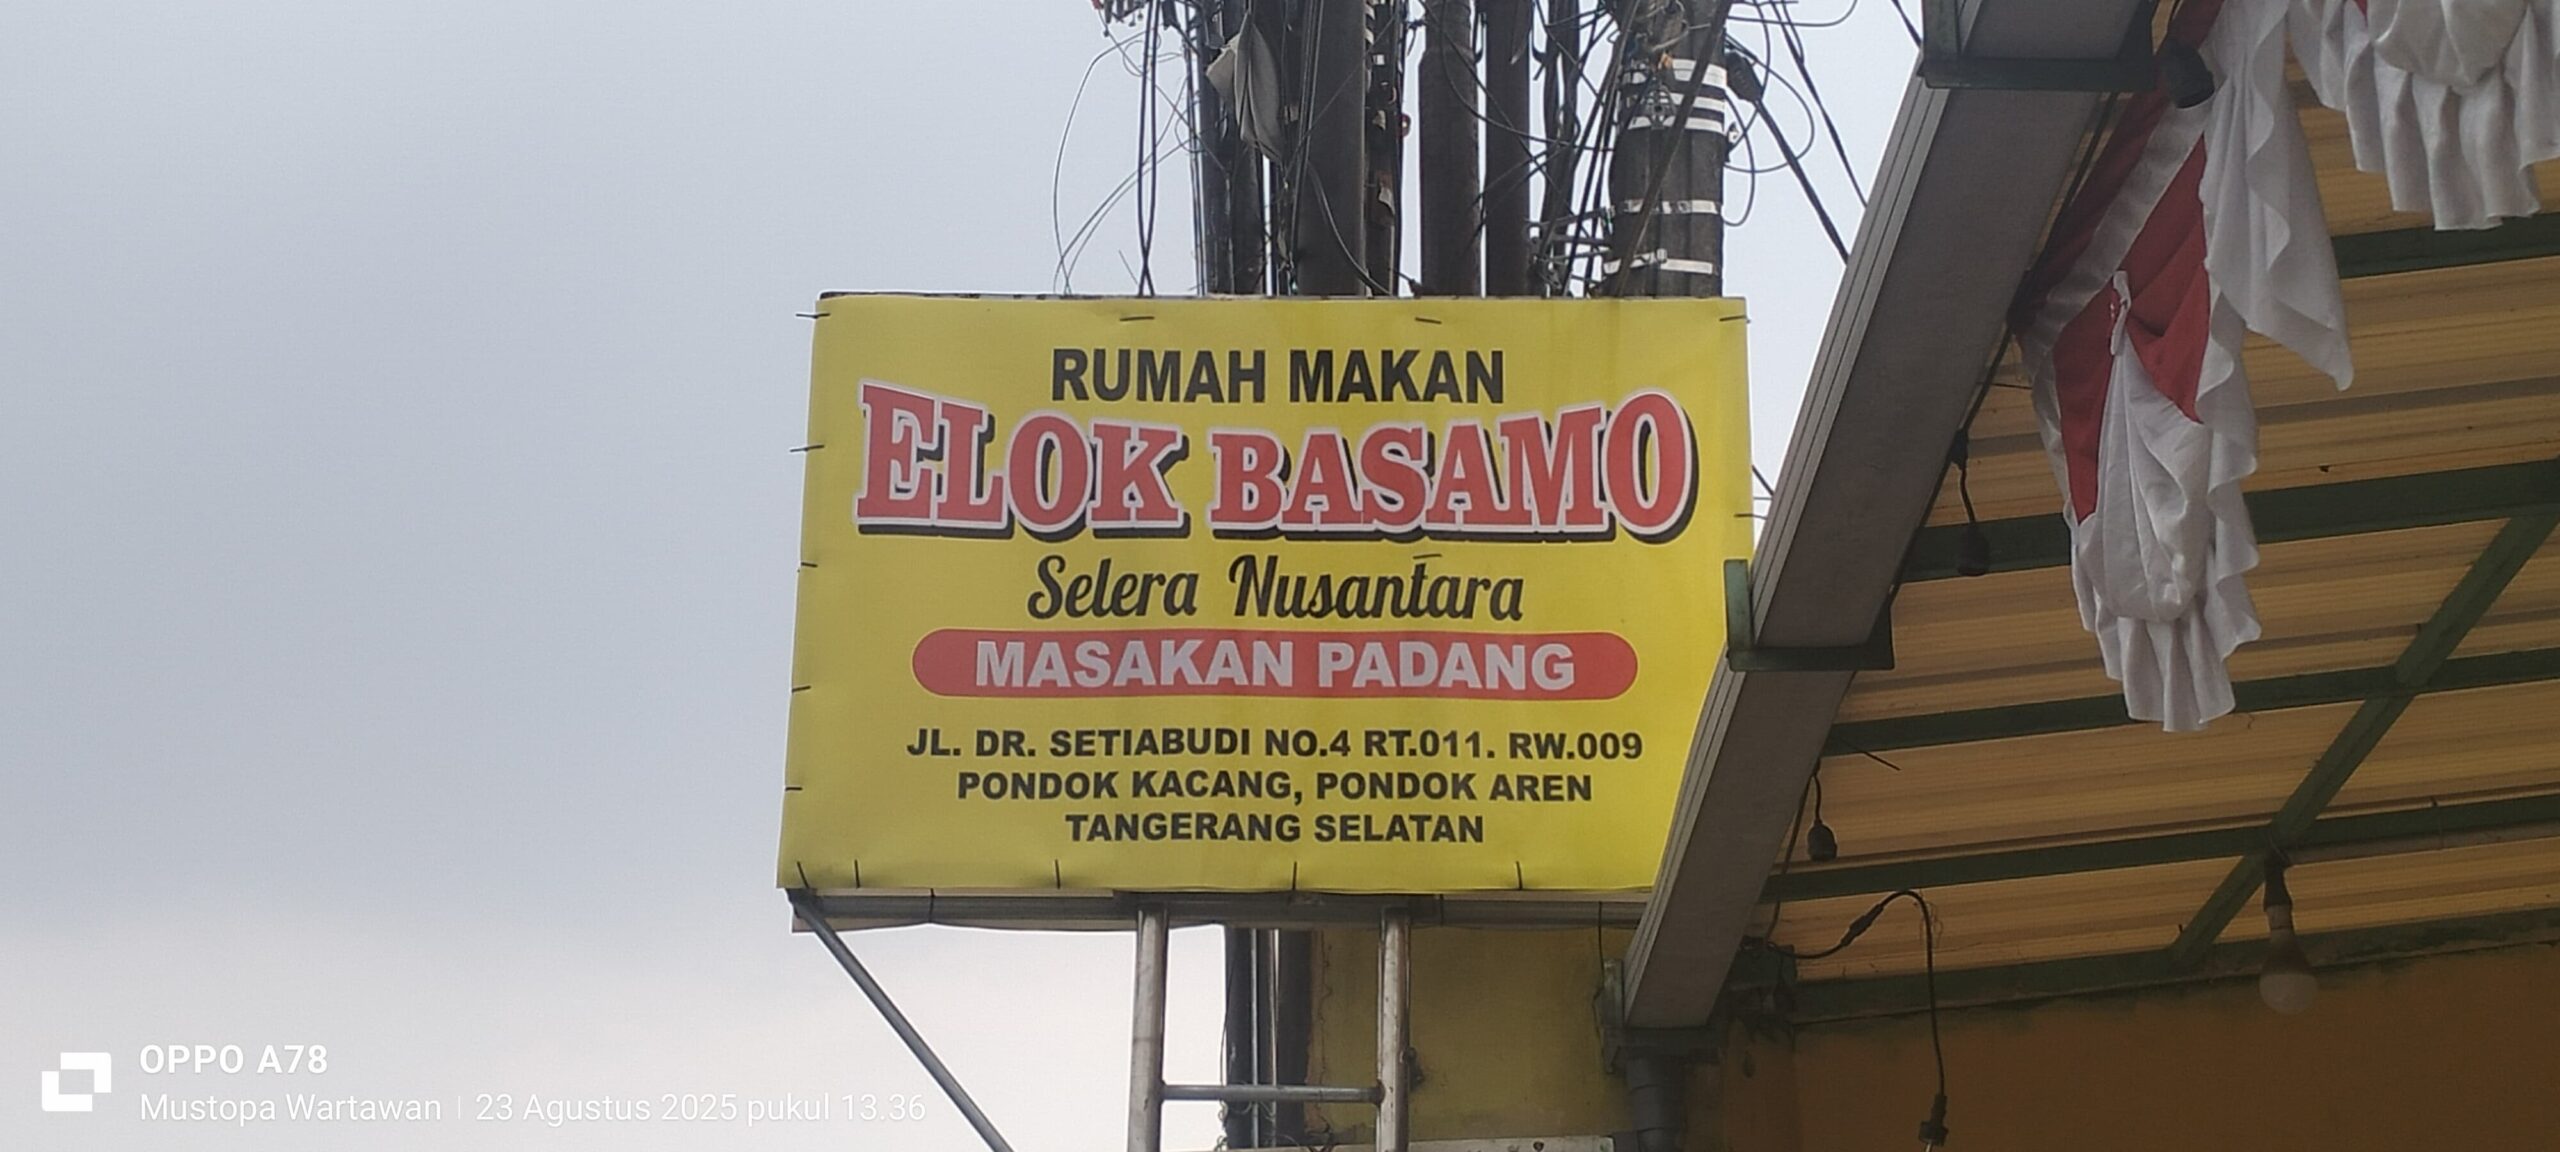 RUMAH MAKAN
ELOK BASAMO
Selera Nusantara
MASAKAN PADANG
JL. DR. SETIABUDI NO.4 RT.011. RW.009
PONDOK KACANG, PONDOK AREN
TANGERANG SELATAN
OPPO A78
Mustopa Wartawan | 23 Agustus 2025 pukul 13.36